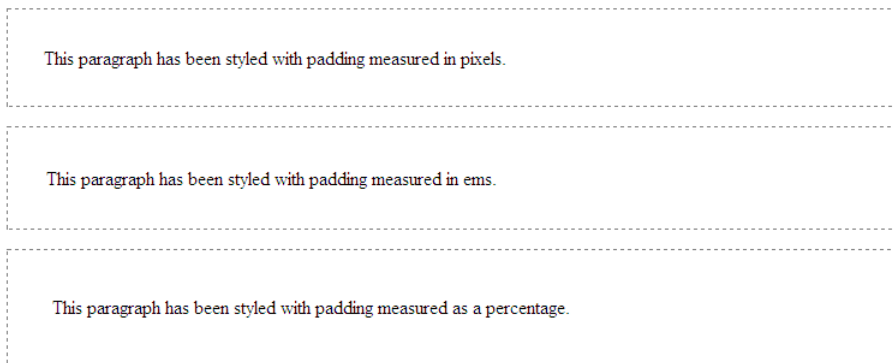 This paragraph has been styled with padding measured in pixels.
This paragraph has been styled with padding measured in ems.
This paragraph has been styled with padding measured as a percentage.